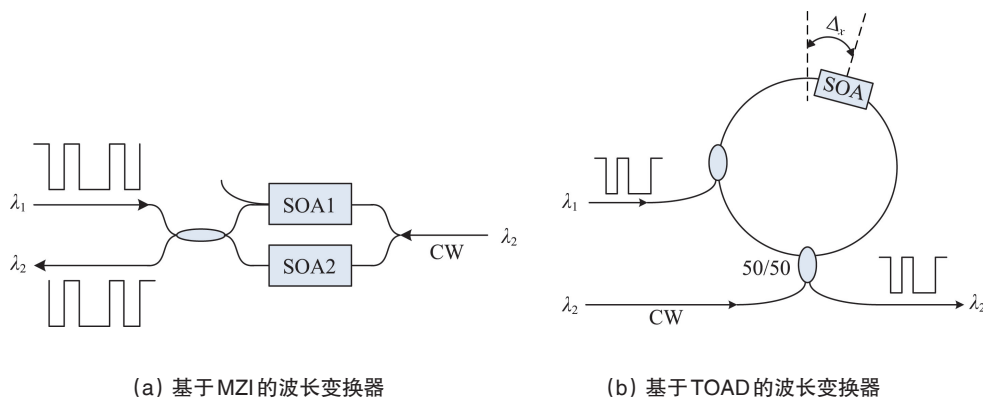 λ1
λ2
SOA1
SOA2
CW
λ2
(a) 基于MZI的波长变换器
Δx
SOA
λ1
50/50
λ2
CW
λ2
(b) 基于TOAD的波长变换器